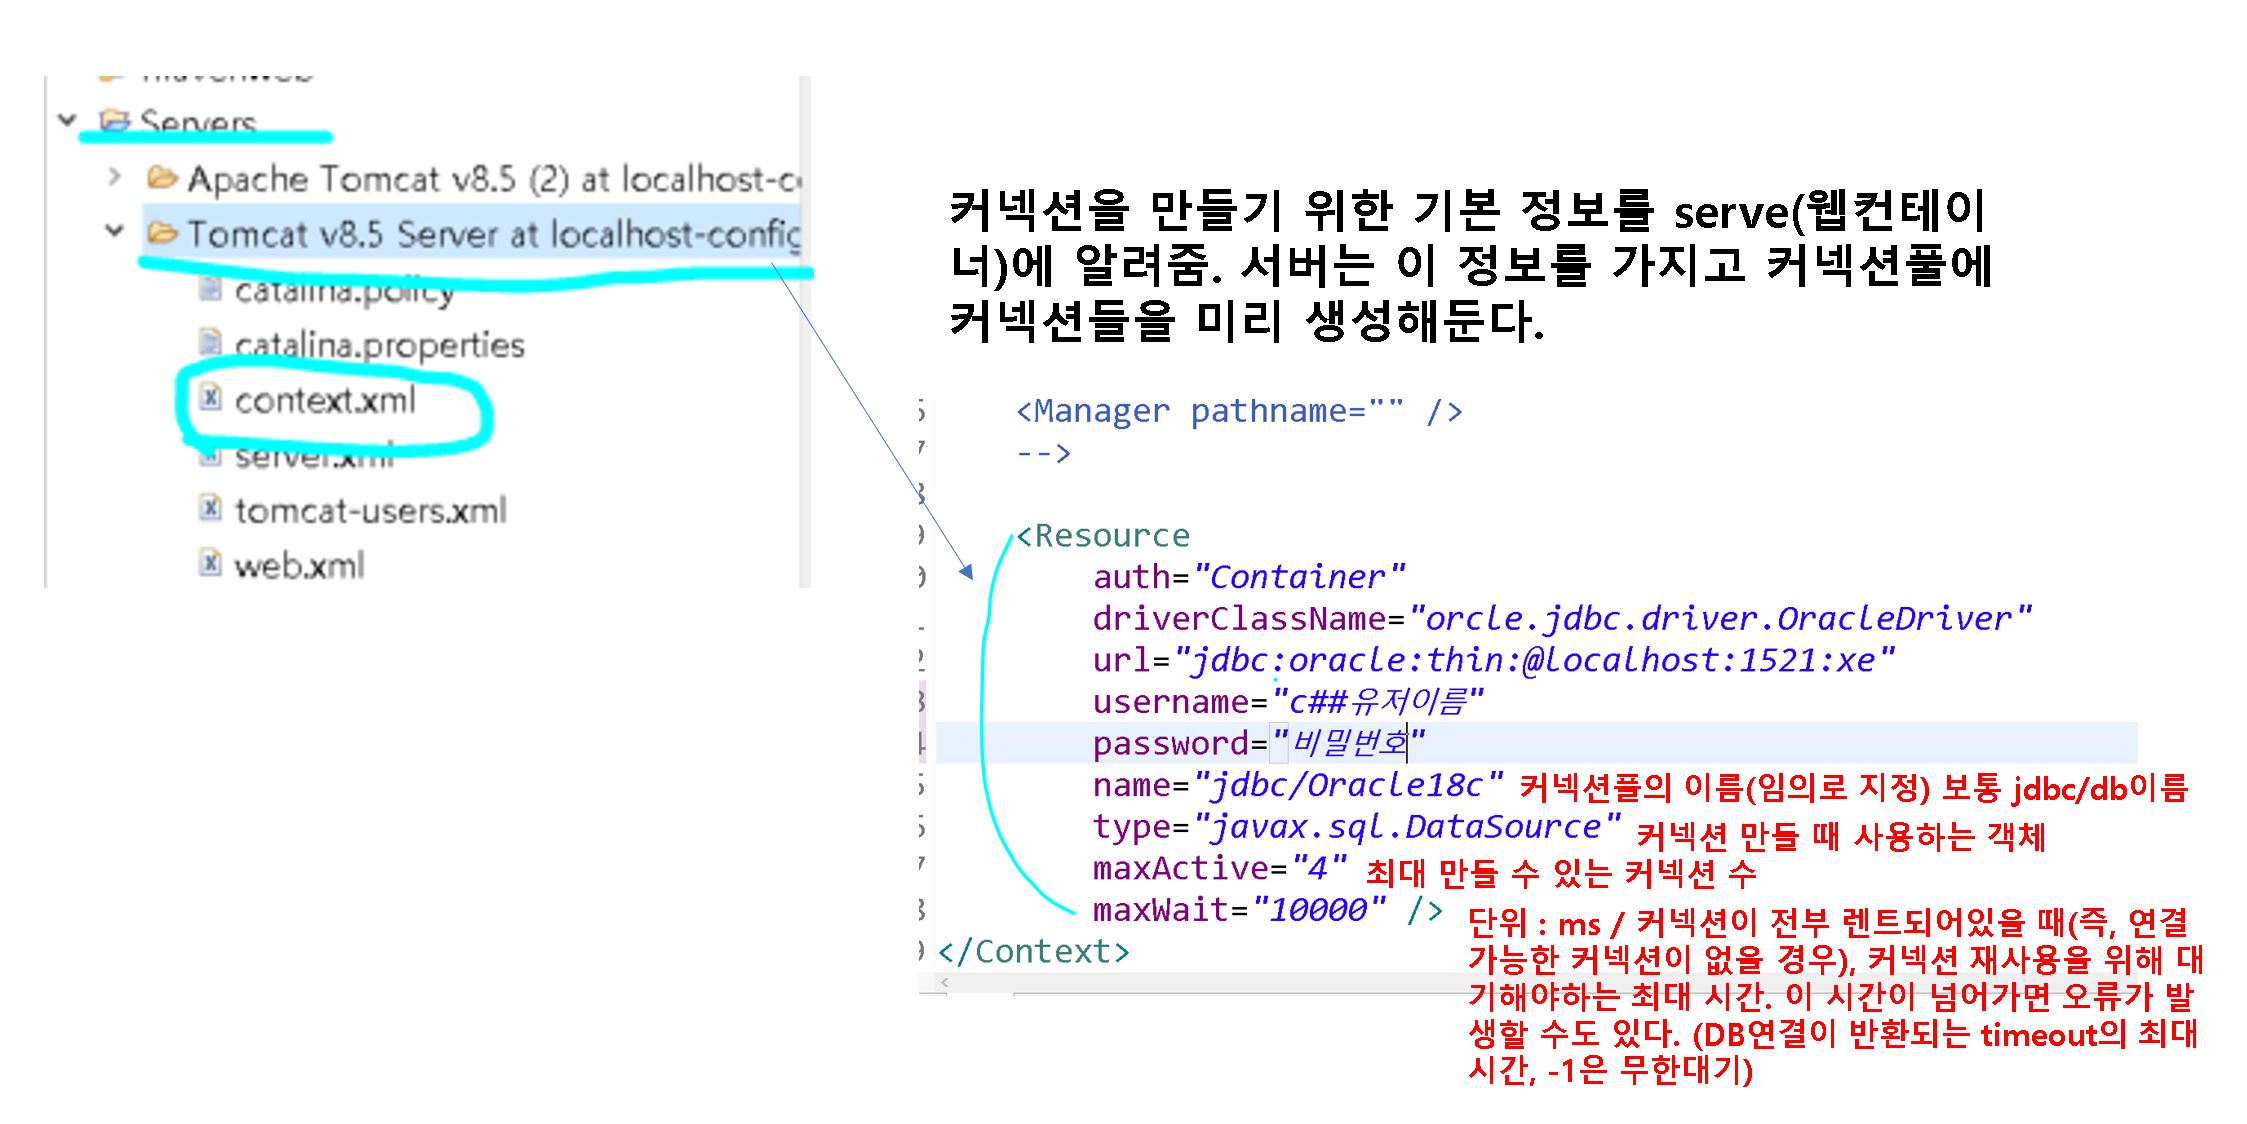 Servers
Apache Tomcat v8.5 (2) at localhost-c
Tomcat v8.5 Server at localhost-config
catalina.policy
catalina.properties
context.xml
server.xml
tomcat-users.xml
web.xml
커넥션을 만들기 위한 기본 정보를 serve(웹컨테이
너)에 알려줌. 서버는 이 정보를 가지고 커넥션풀에
커넥션들을 미리 생성해둔다.
<Manager pathname="" />
-->
<Resource
auth="Container"
driverClassName="orcle.jdbc.driver.OracleDriver"
url="jdbc:oracle:thin:@localhost:1521:xe"
username="c##유저이름"
password="비밀번호"
name="jdbc/Oracle18c" 커넥션풀의 이름(임의로 지정) 보통 jdbc/db이름
type="javax.sql.DataSource" 커넥션 만들 때 사용하는 객체
maxActive="4" 최대 만들 수 있는 커넥션 수
maxWait="10000" />
</Context>
단위 : ms / 커넥션이 전부 렌트되어있을 때(즉, 연결
가능한 커넥션이 없을 경우), 커넥션 재사용을 위해 대
기해야하는 최대 시간. 이 시간이 넘어가면 오류가 발
생할 수도 있다. (DB연결이 반환되는 timeout의 최대
시간, -1은 무한대기)